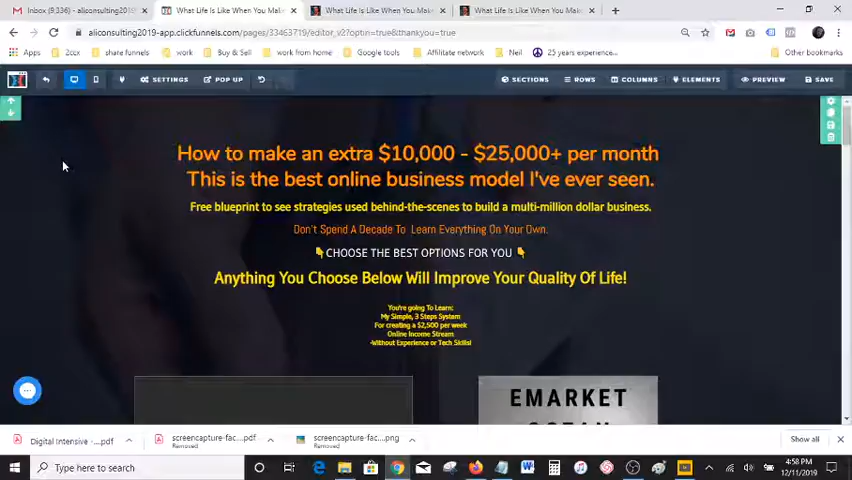 Inbox (9,336) - aliconsulting20
What Life Is Like When You Make
What Life Is Like When You Mak
What Life Is Like When You Mak
aliconsulting2019-app.clickfunnels.com/pages/33463719/editor_v2?optin=true&thankyou=true
Apps
2ccx
share funnels
work
Buy & Sell
work from home
Google tools
Affiliate network
Neil
25 years experience...
Other bookmarks
SETTINGS
POP UP
SECTIONS
ROWS
COLUMNS
ELEMENTS
PREVIEW
SAVE
How to make an extra $10,000 - $25,000+ per month
This is the best online business model I've ever seen.
Free blueprint to see strategies used behind-the-scenes to build a multi-million dollar business.
Don't Spend A Decade To Learn Everything On Your Own.
👇CHOOSE THE BEST OPTIONS FOR YOU 👇
Anything You Choose Below Will Improve Your Quality Of Life!
You're going To Learn:
My Simple, 3 Steps System
For creating a $2,500 per week
Online Income Stream
-Without Experience or Tech Skills!
EMARKET
OCEAN
Digital Intensive -....pdf
screencapture-fac....pdf
Removed
screencapture-fac....png
Removed
Show all
Type here to search
4:58 PM
12/11/2019